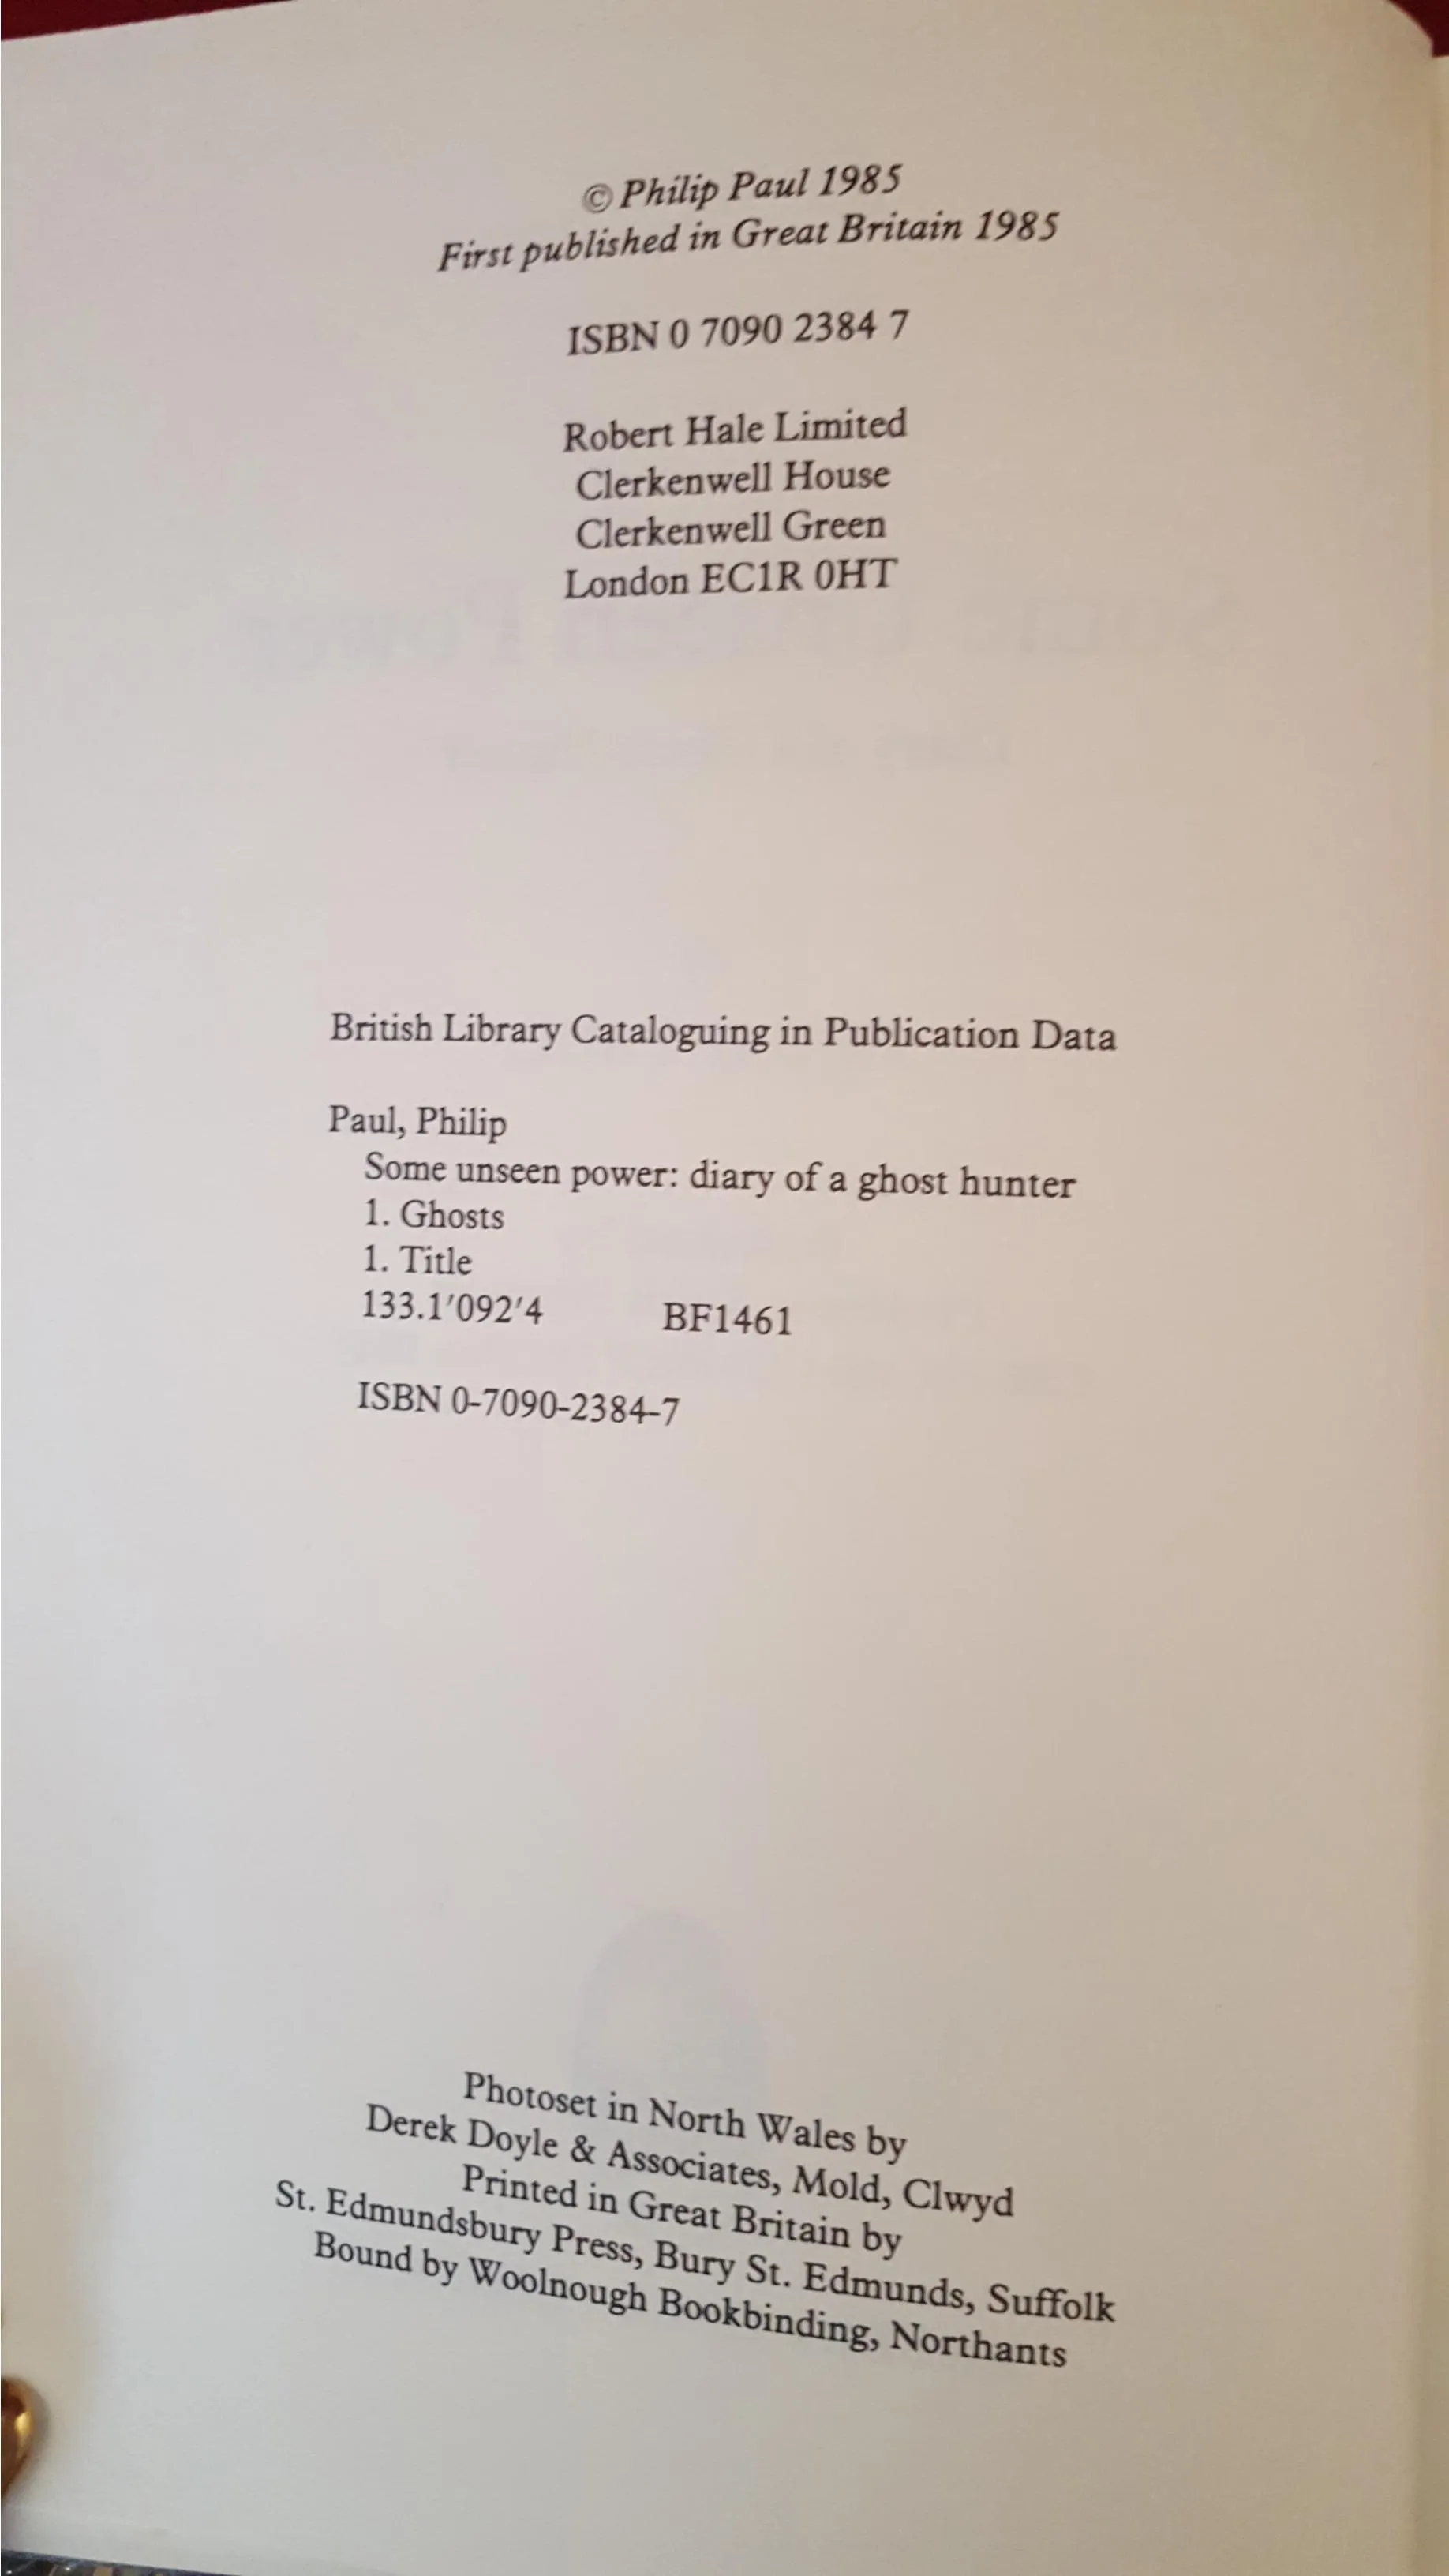 © Philip Paul 1985
First published in Great Britain 1985
ISBN 0 7090 2384 7
Robert Hale Limited
Clerkenwell House
Clerkenwell Green
London EC1R 0HT
British Library Cataloguing in Publication Data
Paul, Philip
Some unseen power: diary of a ghost hunter
1. Ghosts
1. Title
133.1′092′4 BF1461
ISBN 0-7090-2384-7
Photoset in North Wales by
Derek Doyle & Associates, Mold, Clwyd
Printed in Great Britain by
St. Edmundsbury Press, Bury St. Edmunds, Suffolk
Bound by Woolnough Bookbinding, Northants